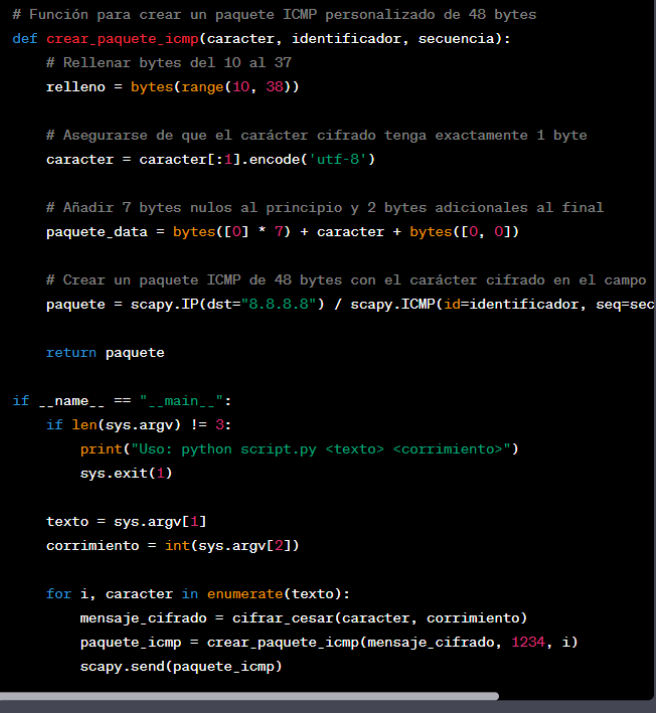 # Función para crear un paquete ICMP personalizado de 48 bytes
def crear_paquete_icmp(caracter, identificador, secuencia):
# Rellenar bytes del 10 al 37
relleno = bytes(range(10, 38))
# Asegurarse de que el carácter cifrado tenga exactamente 1 byte
caracter = caracter[:1].encode('utf-8')
# Añadir 7 bytes nulos al principio y 2 bytes adicionales al final
paquete_data = bytes([0] * 7) + caracter + bytes([0, 0])
# Crear un paquete ICMP de 48 bytes con el carácter cifrado en el campo
paquete = scapy.IP(dst="8.8.8.8") / scapy.ICMP(id=identificador, seq=sec
return paquete
if __name__ == "__main__":
if len(sys.argv) != 3:
print("Uso: python script.py <texto> <corrimiento>")
sys.exit(1)
texto = sys.argv[1]
corrimiento = int(sys.argv[2])
for i, caracter in enumerate(texto):
mensaje_cifrado = cifrar_cesar(caracter, corrimiento)
paquete_icmp = crear_paquete_icmp(mensaje_cifrado, 1234, i)
scapy.send(paquete_icmp)